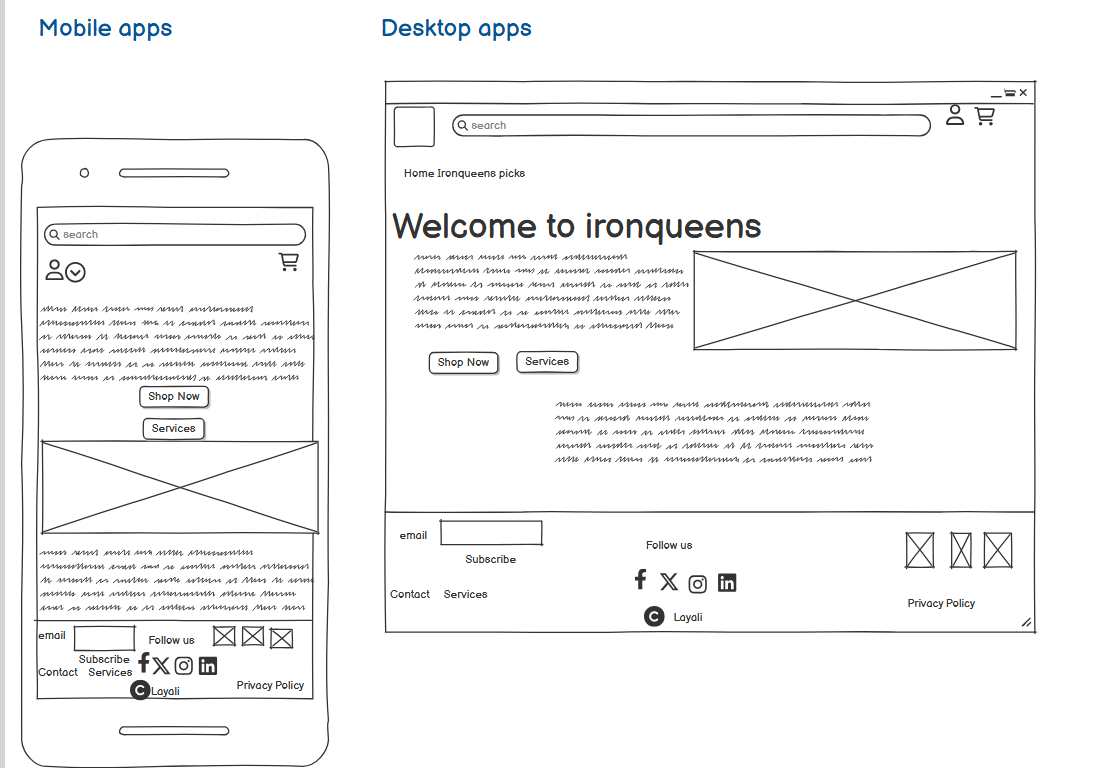 Mobile apps
Desktop apps
search
Shop Now
Services
email
Follow us
Subscribe
Contact Services
C Layali
Privacy Policy
search
Home Ironqueens picks
Welcome to ironqueens
Shop Now
Services
email
Subscribe
Contact Services
Follow us
f X in
C Layali
Privacy Policy